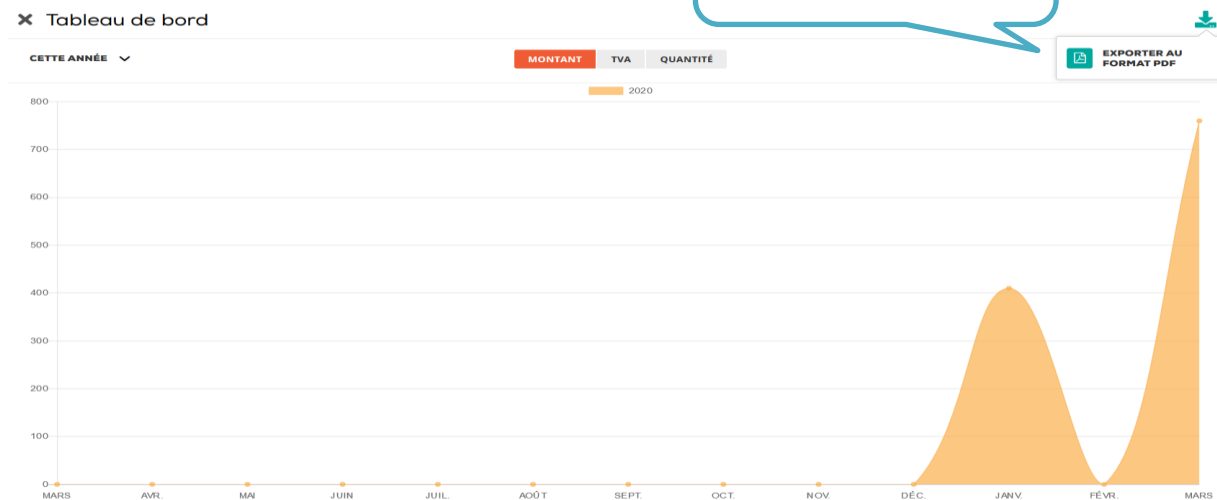 Tableau de bord
EXPORTER AU
FORMAT PDF
CETTE ANNÉE
MONTANT TVA QUANTITÉ
2020
800
700
600
500
400
300
200
100
0
MARS AVR. MAI JUIN JUIL. AOÛT SEPT. OCT. NOV. DÉC. JANV. FÉVR. MARS